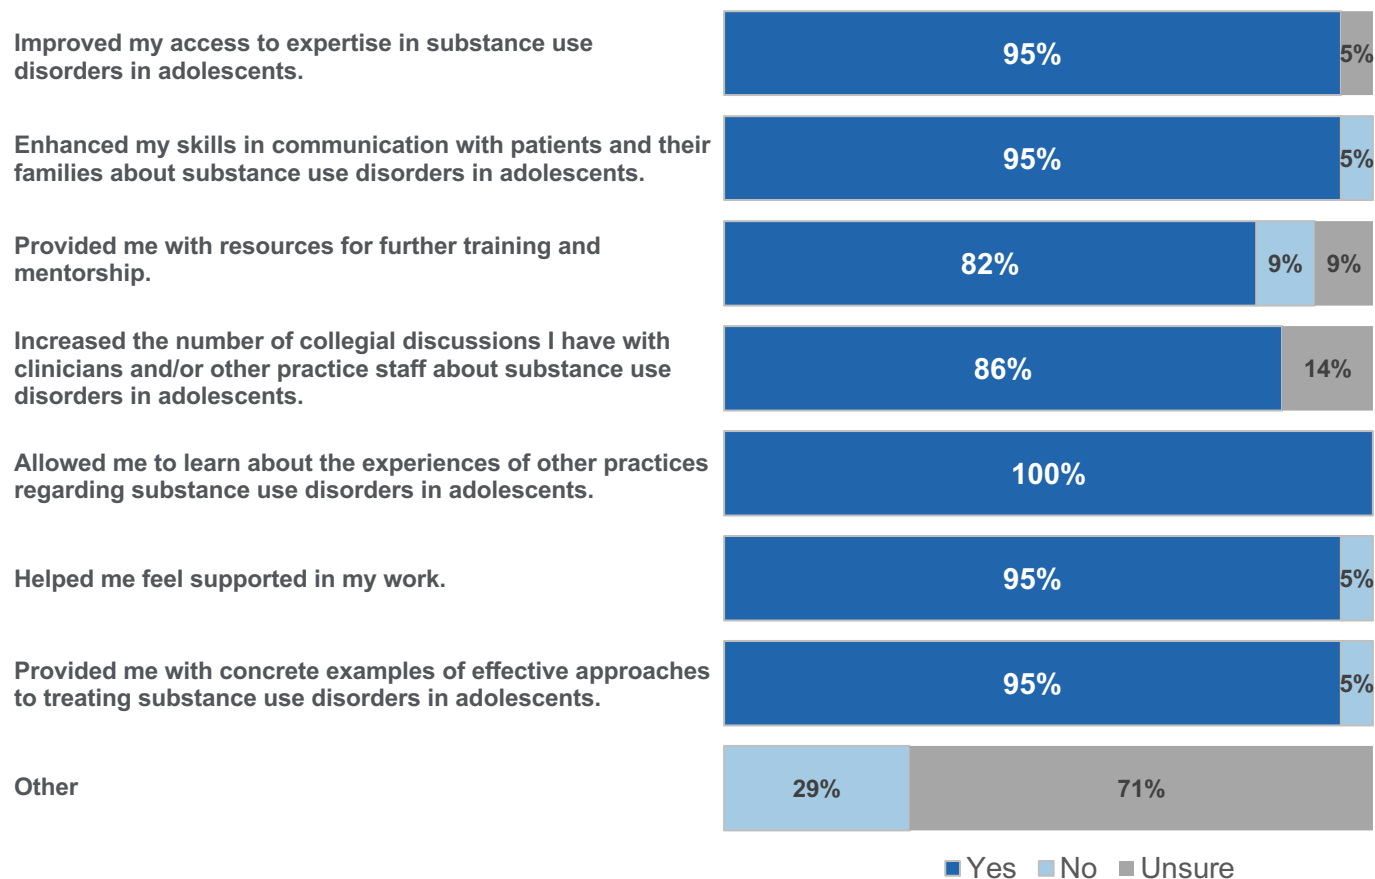 Improved my access to expertise in substance use
disorders in adolescents.
95%
5%
Enhanced my skills in communication with patients and their
families about substance use disorders in adolescents.
95%
5%
Provided me with resources for further training and
mentorship.
82%
9%
9%
Increased the number of collegial discussions I have with
clinicians and/or other practice staff about substance use
disorders in adolescents.
86%
14%
Allowed me to learn about the experiences of other practices
regarding substance use disorders in adolescents.
100%
Helped me feel supported in my work.
95%
5%
Provided me with concrete examples of effective approaches
to treating substance use disorders in adolescents.
95%
5%
Other
29%
71%
Yes
No
Unsure